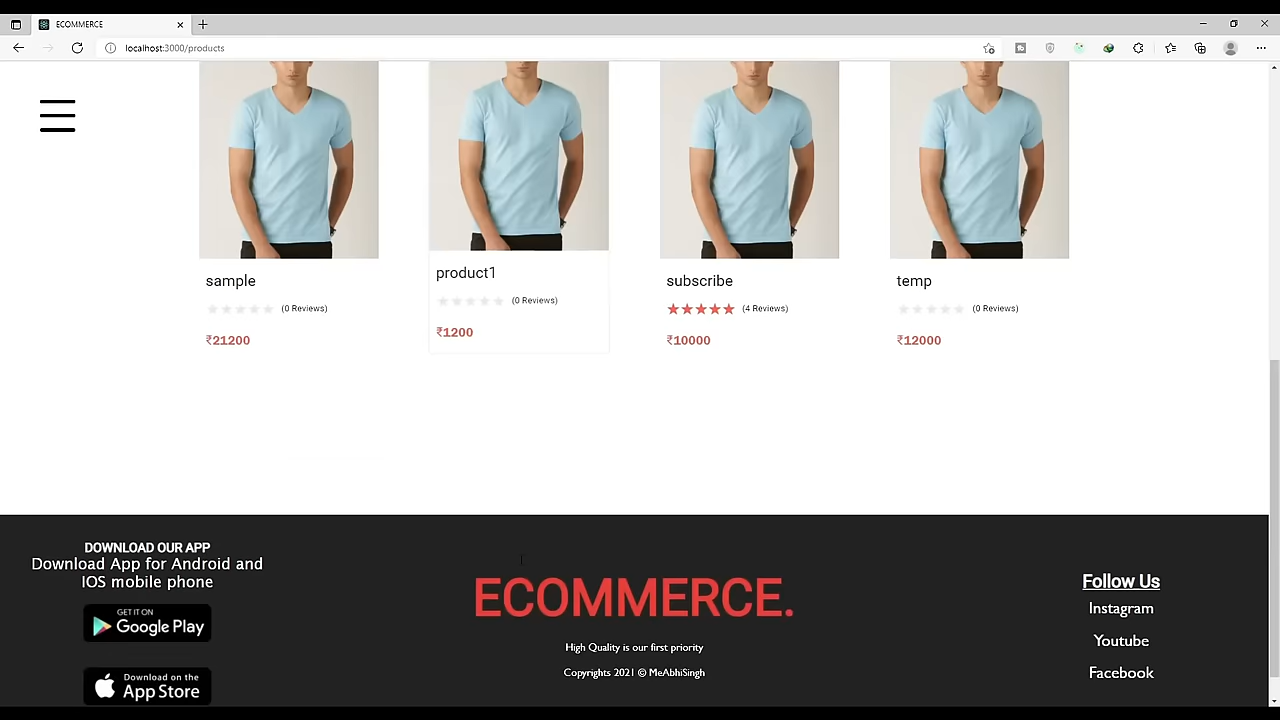 ECOMMERCE
localhost:3000/products
sample
(0 Reviews)
₹21200
product1
(0 Reviews)
₹1200
subscribe
(4 Reviews)
₹10000
temp
(0 Reviews)
₹12000
DOWNLOAD OUR APP
Download App for Android and
IOS mobile phone
GET IT ON
Google Play
Download on the
App Store
ECOMMERCE.
High Quality is our first priority
Copyrights 2021 © MeAbhiSingh
Follow Us
Instagram
Youtube
Facebook